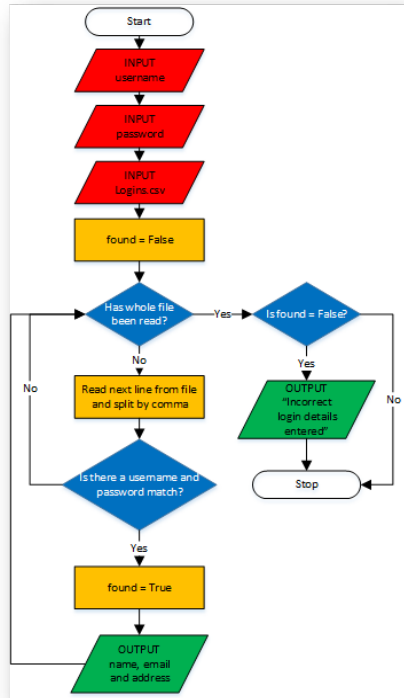 Start
INPUT
username
INPUT
password
INPUT
Logins.csv
found = False
Has whole file
been read?
Yes
Is found = False?
No
Yes
No
Read next line from file
and split by comma
OUTPUT
"Incorrect
login details
entered"
No
Is there a username and
password match?
Stop
Yes
found = True
OUTPUT
name, email
and address